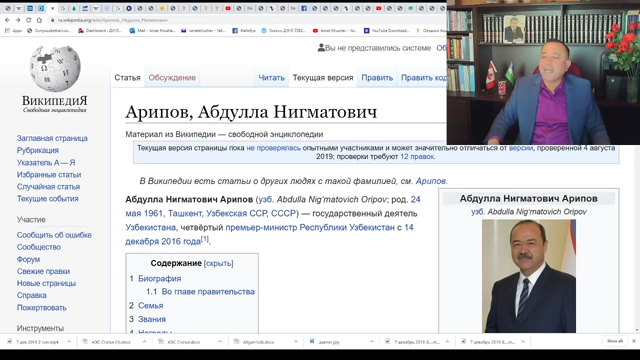 ru.wikipedia.org/wiki/Арипов,_Абдулла_Нигматович
Вы не представились системе
ВикипедиЯ
Свободная энциклопедия
Статья
Обсуждение
Читать
Текущая версия
Править
Править код
Арипов, Абдулла Нигматович
Материал из Википедии — свободной энциклопедии
Текущая версия страницы пока не проверялась опытными участниками и может значительно отличаться от версии, проверенной 4 августа
2019; проверки требуют 12 правок.
В Википедии есть статьи о других людях с такой фамилией, см. Арипов.
Абдулла Нигматович Арипов (узб. Abdulla Nigʻmatovich Oripov; род. 24
мая 1961, Ташкент, Узбекская ССР, СССР) — государственный деятель
Узбекистана, четвёртый премьер-министр Республики Узбекистан с 14
декабря 2016 года[1].
Абдулла Нигматович Арипов
узб. Abdulla Nigʻmatovich Oripov
Содержание [скрыть]
1 Биография
1.1 Во главе правительства
2 Семья
3 Звания
4 Награды
Заглавная страница
Рубрикация
Указатель А — Я
Избранные статьи
Случайная статья
Текущие события
Участие
Сообщить об ошибке
Сообщество
Форум
Свежие правки
Новые страницы
Справка
Пожертвовать
Инструменты
Show all